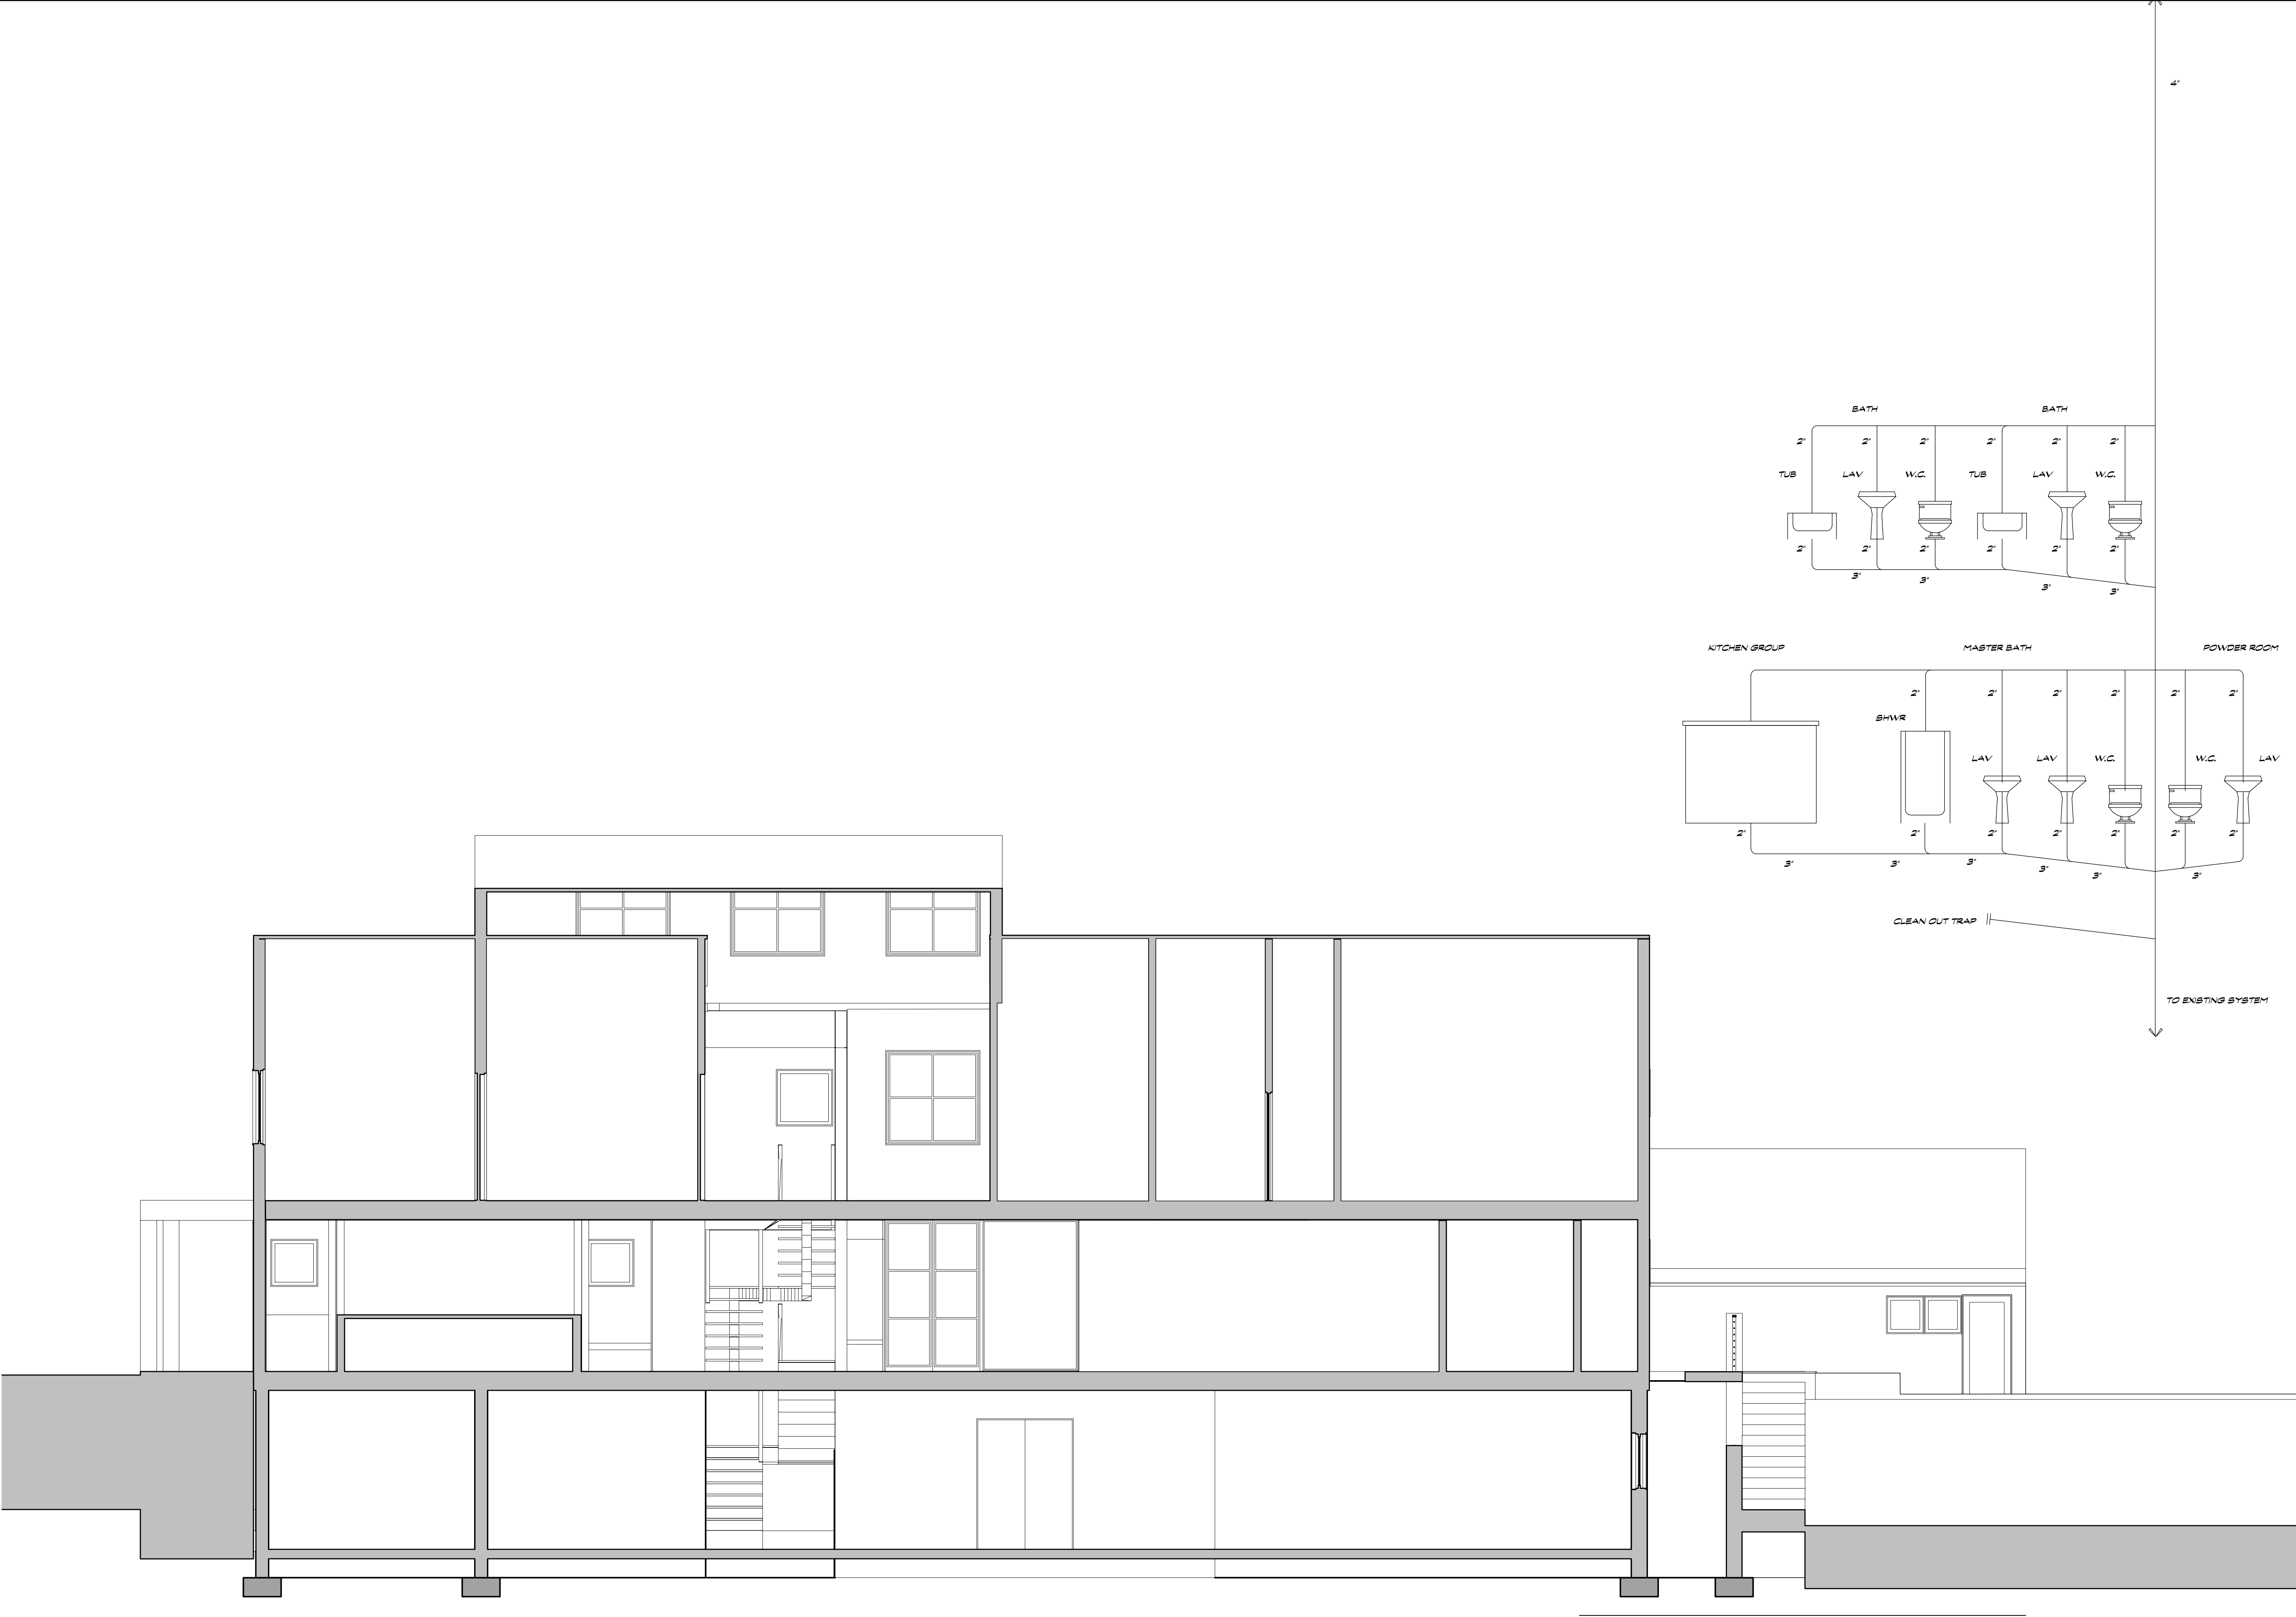 4"
BATH BATH
2" 2" 2" 2" 2" 2"
TUB LAV W.C. TUB LAV W.C.
2" 2" 2" 2" 2" 2"
3" 3" 3" 3"
KITCHEN GROUP MASTER BATH POWDER ROOM
2" 2" 2" 2" 2" 2"
SHWR
LAV LAV W.C. W.C. LAV
2" 2" 2" 2" 2" 2" 2"
3" 3" 3" 3" 3" 3"
CLEAN OUT TRAP
TO EXISTING SYSTEM